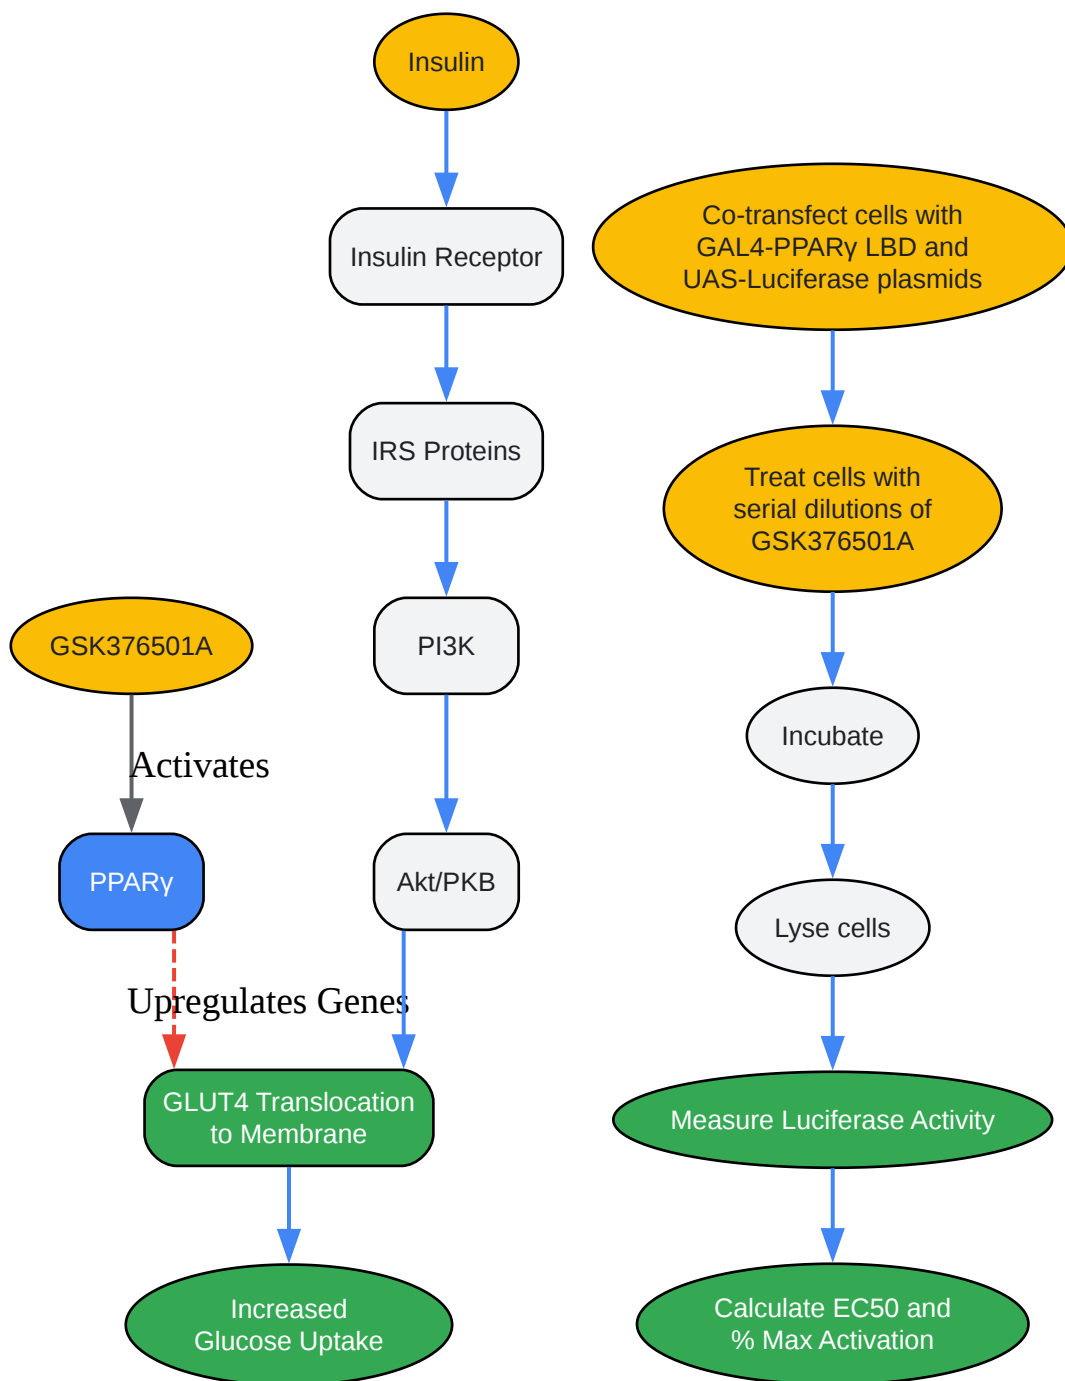 Insulin
Insulin Receptor
IRS Proteins
PI3K
GSK376501A
Activates
PPARγ
Akt/PKB
Upregulates Genes
GLUT4 Translocation
to Membrane
Increased
Glucose Uptake
Co-transfect cells with
GAL4-PPARγ LBD and
UAS-Luciferase plasmids
Treat cells with
serial dilutions of
GSK376501A
Incubate
Lyse cells
Measure Luciferase Activity
Calculate EC50 and
% Max Activation